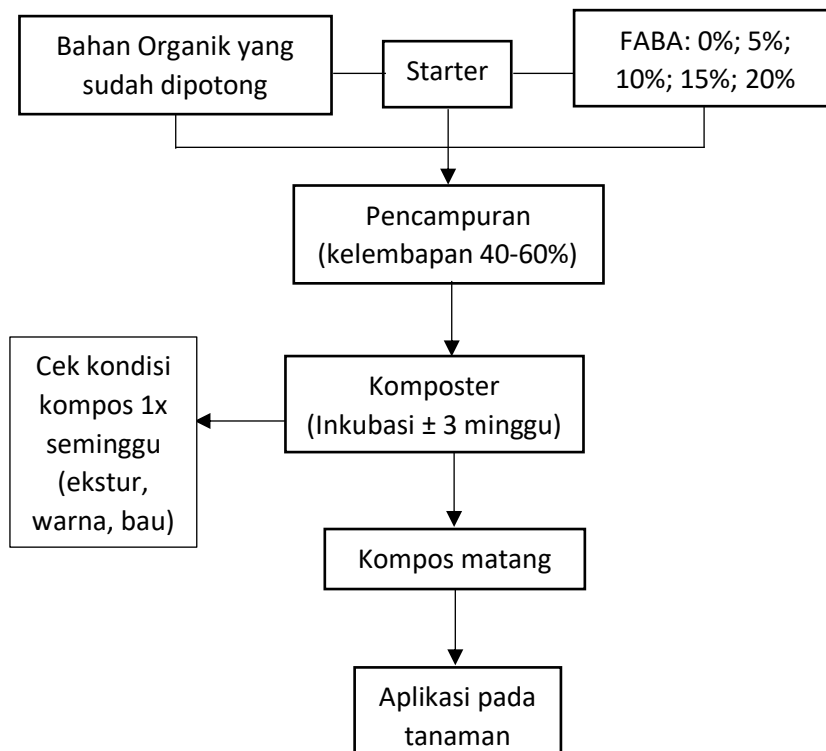 Bahan Organik yang
sudah dipotong
Starter
FABA: 0%; 5%;
10%; 15%; 20%
Pencampuran
(kelembapan 40-60%)
Cek kondisi
kompos 1x
seminggu
(ekstur,
warna, bau)
Komposter
(Inkubasi ± 3 minggu)
Kompos matang
Aplikasi pada
tanaman